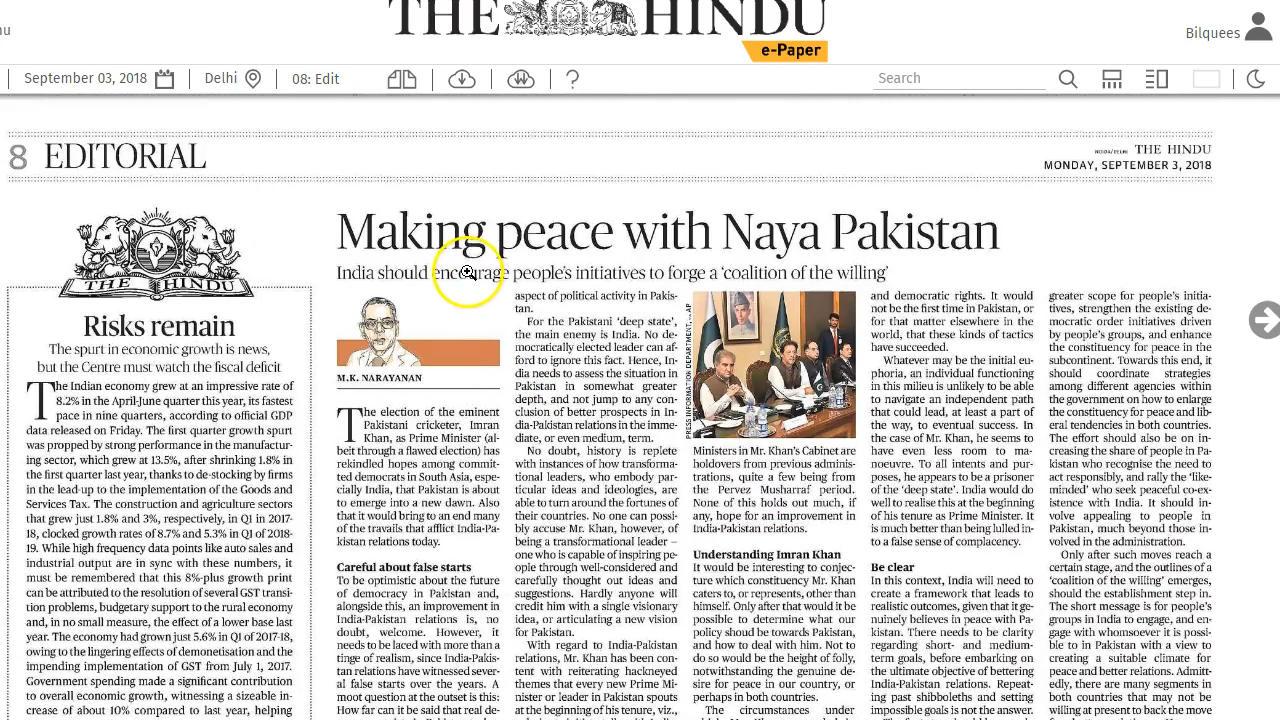 nu
THE HINDU
e-Paper
Bilquees
September 03, 2018
Delhi
08: Edit
?
Search
8 EDITORIAL
NOIDA/DELHI THE HINDU
MONDAY, SEPTEMBER 3, 2018
THE HINDU
Risks remain
The spurt in economic growth is news,
but the Centre must watch the fiscal deficit
The Indian economy grew at an impressive rate of
8.2% in the April-June quarter this year, its fastest
pace in nine quarters, according to official GDP
data released on Friday. The first quarter growth spurt
was propped by strong performance in the manufactur-
ing sector, which grew at 13.5%, after shrinking 1.8% in
the first quarter last year, thanks to de-stocking by firms
in the lead-up to the implementation of the Goods and
Services Tax. The construction and agriculture sectors
that grew just 1.8% and 3%, respectively, in Q1 in 2017-
18, clocked growth rates of 8.7% and 5.3% in Q1 of 2018-
19. While high frequency data points like auto sales and
industrial output are in sync with these numbers, it
must be remembered that this 8%-plus growth print
can be attributed to the resolution of several GST transi-
tion problems, budgetary support to the rural economy
and, in no small measure, the effect of a lower base last
year. The economy had grown just 5.6% in Q1 of 2017-18,
owing to the lingering effects of demonetisation and the
impending implementation of GST from July 1, 2017.
Government spending made a significant contribution
to overall economic growth, witnessing a sizeable in-
crease of about 10% compared to last year, helping
Making peace with Naya Pakistan
India should encourage people's initiatives to forge a 'coalition of the willing'
M.K. NARAYANAN
The election of the eminent
Pakistani cricketer, Imran
Khan, as Prime Minister (al-
beit through a flawed election) has
rekindled hopes among commit-
ted democrats in South Asia, espe-
cially India, that Pakistan is about
to emerge into a new dawn. Also
that it would bring to an end many
of the travails that afflict India-Pa-
kistan relations today.
Careful about false starts
To be optimistic about the future
of democracy in Pakistan and,
alongside this, an improvement in
India-Pakistan relations is, no
doubt, welcome. However, it
needs to be laced with more than a
tinge of realism, since India-Pakis-
tan relations have witnessed sever-
al false starts over the years. A
moot question at the outset is this:
How far can it be said that real de-
aspect of political activity in Pakis-
tan.
For the Pakistani 'deep state',
the main enemy is India. No de-
mocratically elected leader can af-
ford to ignore this fact. Hence, In-
dia needs to assess the situation in
Pakistan in somewhat greater
depth, and not jump to any con-
clusion of better prospects in In-
dia-Pakistan relations in the imme-
diate, or even medium, term.
No doubt, history is replete
with instances of how transforma-
tional leaders, who embody par-
ticular ideas and ideologies, are
able to turn around the fortunes of
their countries. No one can possi-
bly accuse Mr. Khan, however, of
being a transformational leader –
one who is capable of inspiring pe-
ople through well-considered and
carefully thought out ideas and
suggestions. Hardly anyone will
credit him with a single visionary
idea, or articulating a new vision
for Pakistan.
With regard to India-Pakistan
relations, Mr. Khan has been con-
tent with reiterating hackneyed
themes that every new Prime Mi-
nister or leader in Pakistan spouts
at the beginning of his tenure, viz.,
PRESS INFORMATION DEPARTMENT, ... AP
Ministers in Mr. Khan's Cabinet are
holdovers from previous adminis-
trations, quite a few being from
the Pervez Musharraf period.
None of this holds out much, if
any, hope for an improvement in
India-Pakistan relations.
Understanding Imran Khan
It would be interesting to conjec-
ture which constituency Mr. Khan
caters to, or represents, other than
himself. Only after that would it be
possible to determine what our
policy should be towards Pakistan,
and how to deal with him. Not to
do so would be the height of folly,
notwithstanding the genuine de-
sire for peace in our country, or
perhaps in both countries.
The circumstances under
and democratic rights. It would
not be the first time in Pakistan, or
for that matter elsewhere in the
world, that these kinds of tactics
have succeeded.
Whatever may be the initial eu-
phoria, an individual functioning
in this milieu is unlikely to be able
to navigate an independent path
that could lead, at least a part of
the way, to eventual success. In
the case of Mr. Khan, he seems to
have even less room to ma-
noeuvre. To all intents and pur-
poses, he appears to be a prisoner
of the 'deep state'. India would do
well to realise this at the beginning
of his tenure as Prime Minister. It
is much better than being lulled in-
to a false sense of complacency.
Be clear
In this context, India will need to
create a framework that leads to
realistic outcomes, given that it ge-
nuinely believes in peace with Pa-
kistan. There needs to be clarity
regarding short- and medium-
term goals, before embarking on
the ultimate objective of bettering
India-Pakistan relations. Repeat-
ing past shibboleths and setting
impossible goals is not the answer.
greater scope for people's initia-
tives, strengthen the existing de-
mocratic order initiatives driven
by people's groups, and enhance
the constituency for peace in the
subcontinent. Towards this end, it
should coordinate strategies
among different agencies within
the government on how to enlarge
the constituency for peace and lib-
eral tendencies in both countries.
The effort should also be on in-
creasing the share of people in Pa-
kistan who recognise the need to
act responsibly, and rally the 'like-
minded' who seek peaceful co-ex-
istence with India. It should in-
volve appealing to people in
Pakistan, much beyond those in-
volved in the administration.
Only after such moves reach a
certain stage, and the outlines of a
'coalition of the willing' emerges,
should the establishment step in.
The short message is for people's
groups in India to engage, and en-
gage with whomsoever it is possi-
ble to in Pakistan with a view to
creating a suitable climate for
peace and better relations. Admit-
tedly, there are many segments in
both countries that may not be
willing at present to back the move